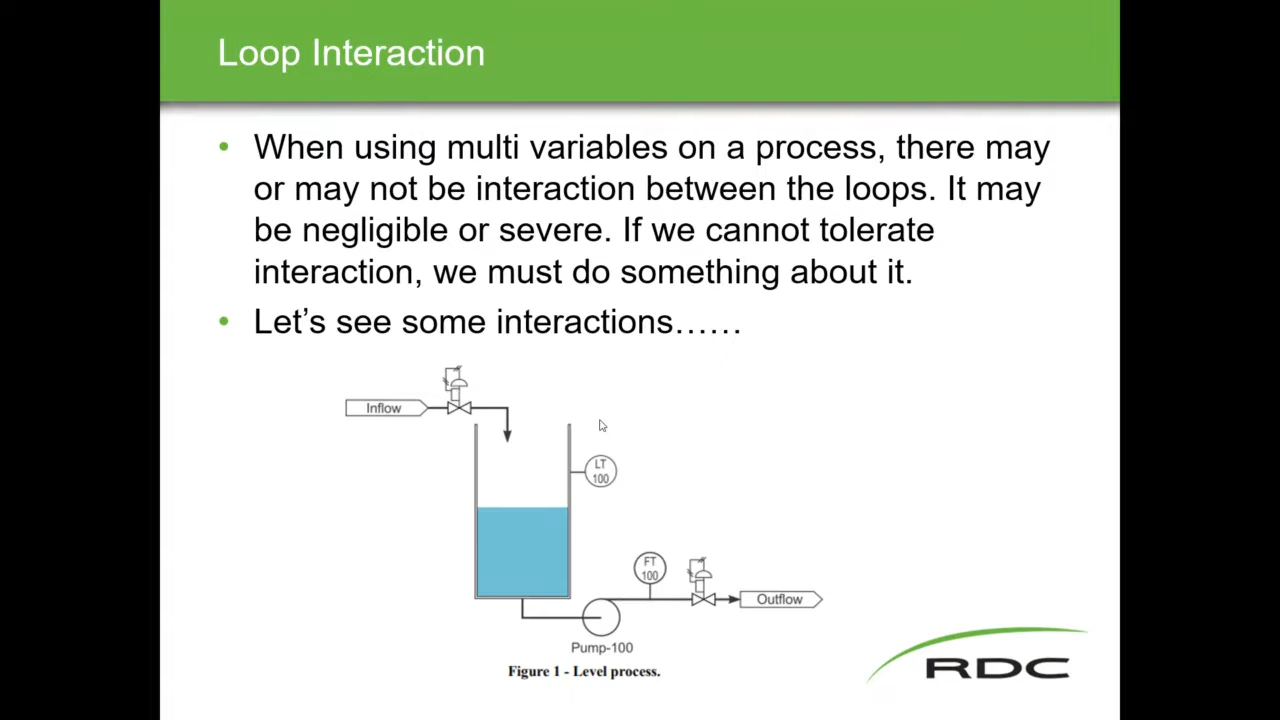 Loop Interaction
• When using multi variables on a process, there may
or may not be interaction between the loops. It may
be negligible or severe. If we cannot tolerate
interaction, we must do something about it.
• Let's see some interactions……
Inflow
LT
100
FT
100
Outflow
Pump-100
Figure 1 - Level process.
RDC